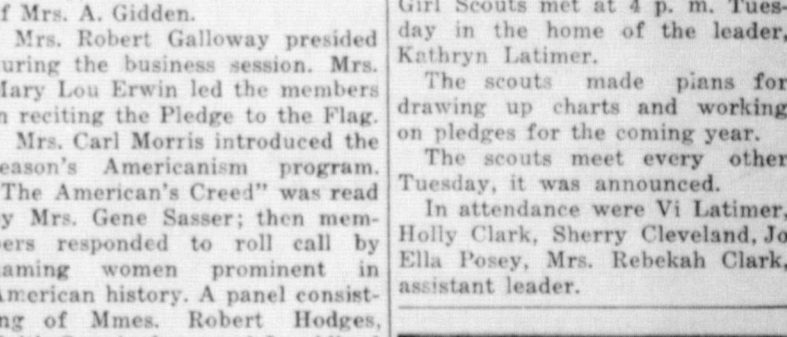 f Mrs. A. Gidden.
Mrs. Robert Galloway presided
uring the business session. Mrs.
Mary Lou Erwin led the members
n reciting the Pledge to the Flag.
Mrs. Carl Morris introduced the
eason's Americanism program.
"The American's Creed" was read
y Mrs. Gene Sasser; then mem-
ers responded to roll call by
aming women prominent in
American history. A panel consist-
ng of Mmes. Robert Hodges,
Girl Scouts met at 4 p. m. Tues-
day in the home of the leader,
Kathryn Latimer.
The scouts made plans for
drawing up charts and working
on pledges for the coming year.
The scouts meet every other
Tuesday, it was announced.
In attendance were Vi Latimer,
Holly Clark, Sherry Cleveland, Jo
Ella Posey, Mrs. Rebekah Clark,
assistant leader.